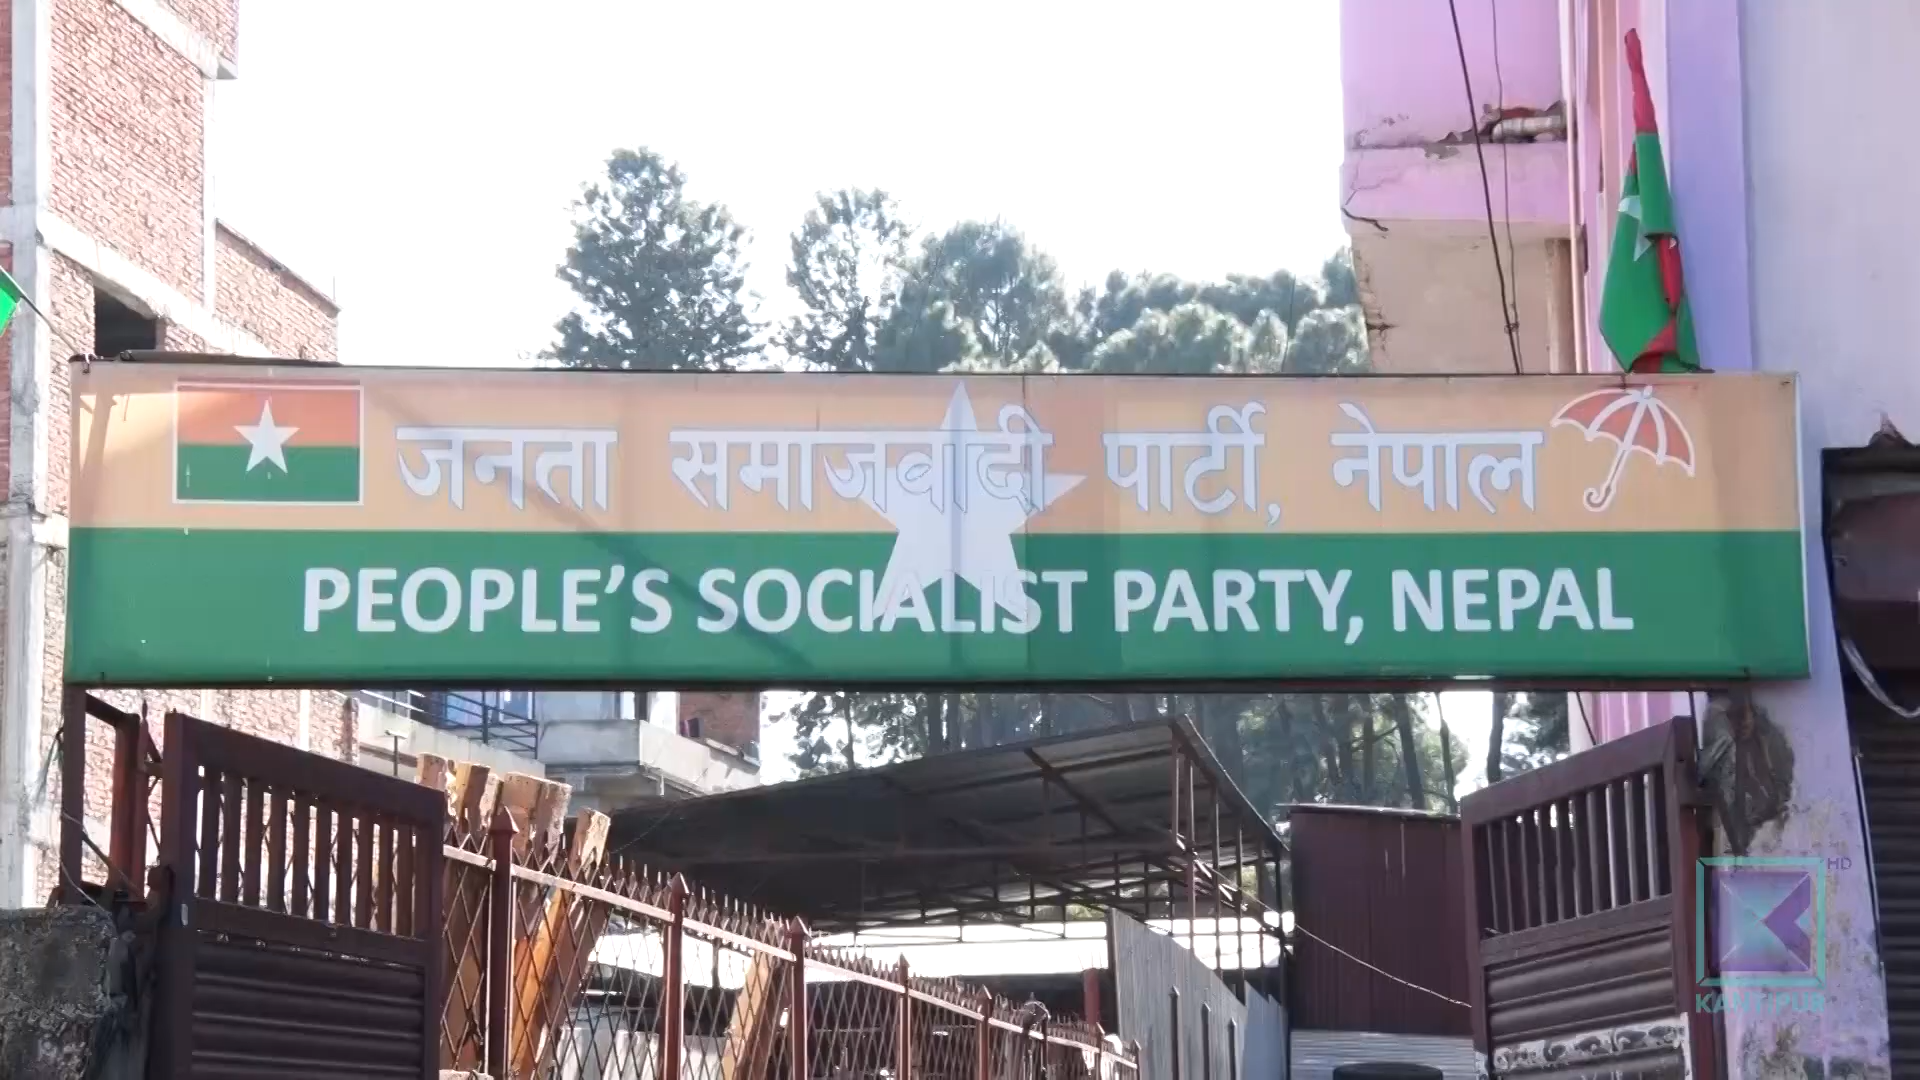 जनता समाजवादी पार्टी, नेपाल
PEOPLE'S SOCIALIST PARTY, NEPAL
HD
KANTIPUR